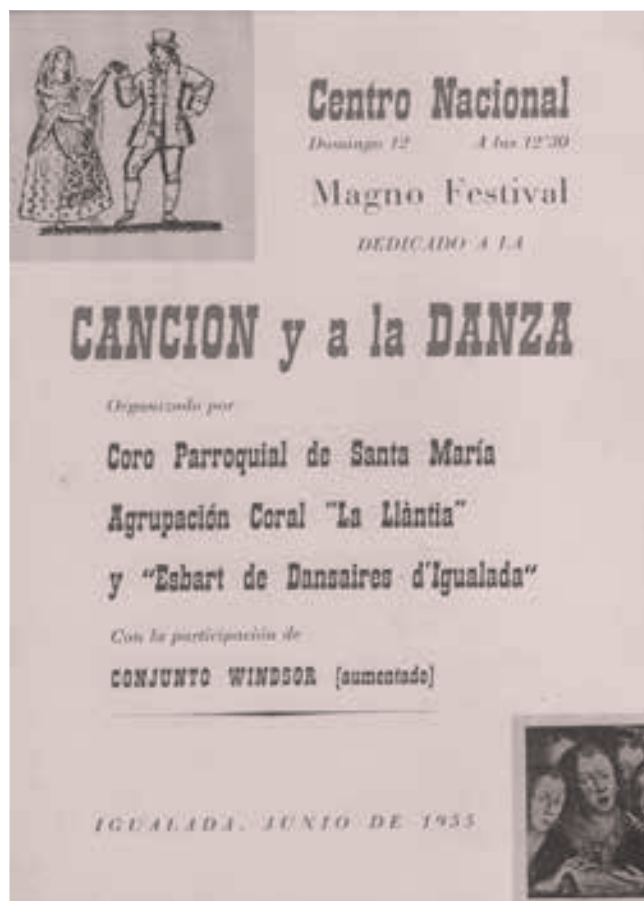 Centro Nacional
Domingo 12 A las 12'30
Magno Festival
DEDICADO A LA
CANCION y a la DANZA
Organizado por
Coro Parroquial de Santa María
Agrupación Coral "La Llàntia"
y "Esbart de Dansaires d'Igualada"
Con la participación de
CONJUNTO WINDSOR [aumentado]
IGUALADA, JUNIO DE 1955